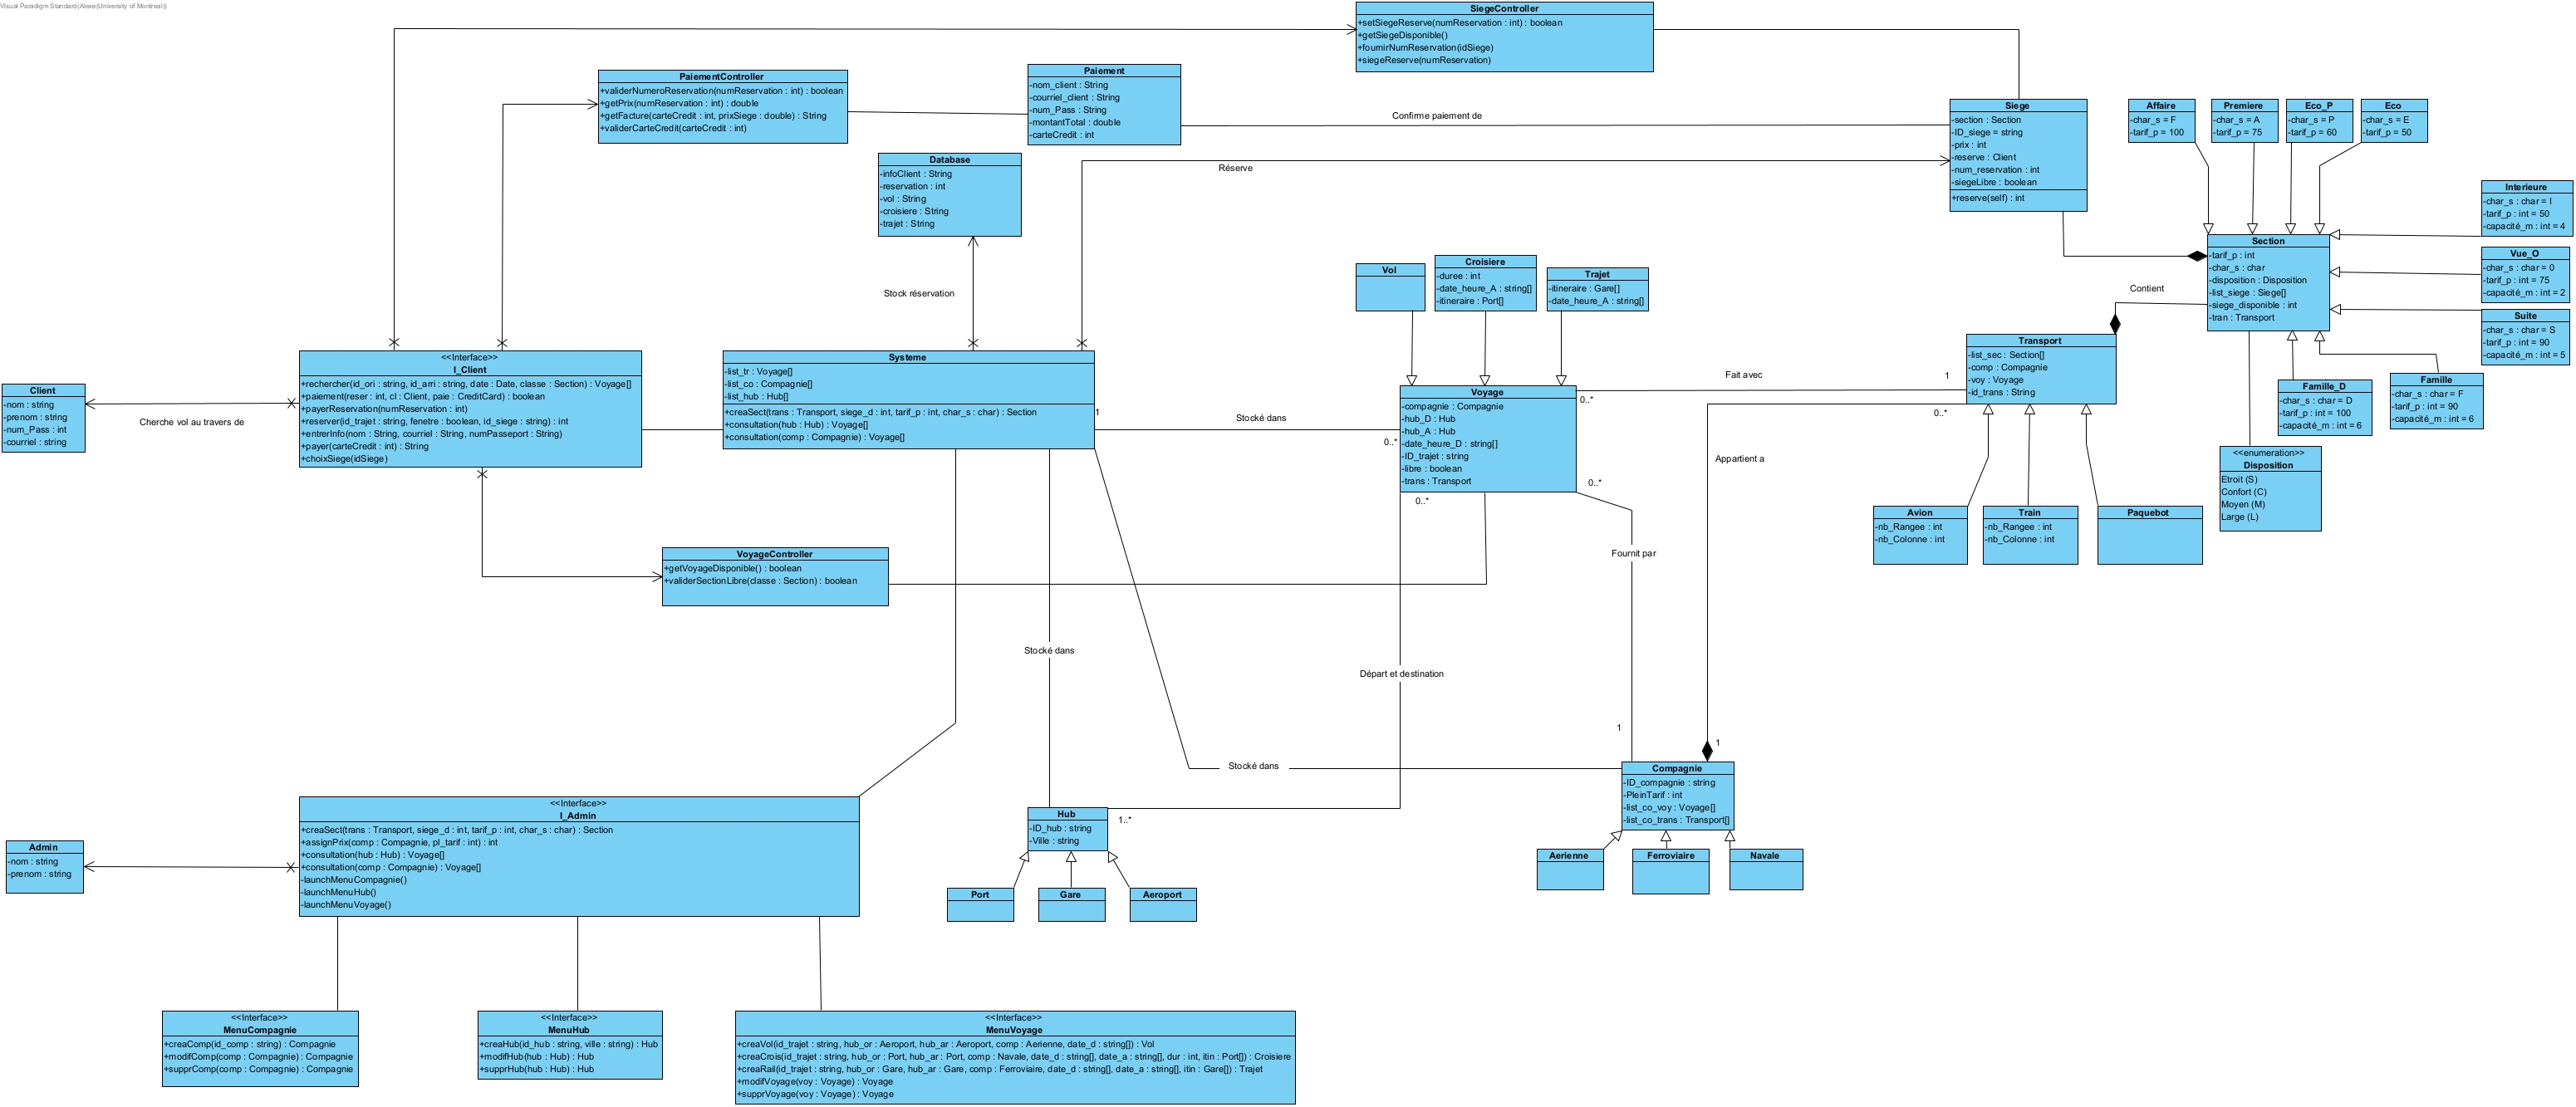 Visual Paradigm Standard(Alexe(University of Montreal))
SiegeController
+setSiegeReserve(numReservation : int) : boolean
+getSiegeDisponible()
+fournirNumReservation(idSiege)
+siegeReserve(numReservation)
PaiementController
+validerNumeroReservation(numReservation : int) : boolean
+getPrix(numReservation : int) : double
+getFacture(carteCredit : int, prixSiege : double) : String
+validerCarteCredit(carteCredit : int)
Paiement
-nom_client : String
-courriel_client : String
-num_Pass : String
-montantTotal : double
-carteCredit : int
Confirme paiement de
Siege
-section : Section
-ID_siege = string
-prix : int
-reserve : Client
-num_reservation : int
-siegeLibre : boolean
+reserve(self) : int
Affaire
-char_s = F
-tarif_p = 100
Premiere
-char_s = A
-tarif_p = 75
Eco_P
-char_s = P
-tarif_p = 60
Eco
-char_s = E
-tarif_p = 50
Database
-infoClient : String
-reservation : int
-vol : String
-croisiere : String
-trajet : String
Réserve
Interieure
-char_s : char = I
-tarif_p : int = 50
-capacité_m : int = 4
Section
-tarif_p : int
-char_s : char
-disposition : Disposition
-list_siege : Siege[]
-siege_disponible : int
-tran : Transport
Vue_O
-char_s : char = 0
-tarif_p : int = 75
-capacité_m : int = 2
Suite
-char_s : char = S
-tarif_p : int = 90
-capacité_m : int = 5
Stock réservation
Vol
Croisiere
-duree : int
-date_heure_A : string[]
-itineraire : Port[]
Trajet
-itineraire : Gare[]
-date_heure_A : string[]
Contient
Transport
-list_sec : Section[]
-comp : Compagnie
-voy : Voyage
-id_trans : String
Client
-nom : string
-prenom : string
-num_Pass : int
-courriel : string
Cherche vol au travers de
<<Interface>>
I_Client
+rechercher(id_ori : string, id_arri : string, date : Date, classe : Section) : Voyage[]
+paiement(reser : int, cl : Client, paie : CreditCard) : boolean
+payerReservation(numReservation : int)
+reserver(id_trajet : string, fenetre : boolean, id_siege : string) : int
+entrerInfo(nom : String, courriel : String, numPasseport : String)
+payer(carteCredit : int) : String
+choixSiege(idSiege)
Systeme
-list_tr : Voyage[]
-list_co : Compagnie[]
-list_hub : Hub[]
+creaSect(trans : Transport, siege_d : int, tarif_p : int, char_s : char) : Section
+consultation(hub : Hub) : Voyage[]
+consultation(comp : Compagnie) : Voyage[]
1
Stocké dans
0..*
Voyage
-compagnie : Compagnie
-hub_D : Hub
-hub_A : Hub
-date_heure_D : string[]
-ID_trajet : string
-libre : boolean
-trans : Transport
0..*
Fait avec
1
0..*
0..*
0..*
Famille_D
-char_s : char = D
-tarif_p : int = 100
-capacité_m : int = 6
Famille
-char_s : char = F
-tarif_p : int = 90
-capacité_m : int = 6
<<enumeration>>
Disposition
Etroit (S)
Confort (C)
Moyen (M)
Large (L)
Appartient a
Avion
-nb_Rangee : int
-nb_Colonne : int
Train
-nb_Rangee : int
-nb_Colonne : int
Paquebot
VoyageController
+getVoyageDisponible() : boolean
+validerSectionLibre(classe : Section) : boolean
Fournit par
Stocké dans
Départ et destination
1
1
Stocké dans
Compagnie
-ID_compagnie : string
-PleinTarif : int
-list_co_voy : Voyage[]
-list_co_trans : Transport[]
<<Interface>>
I_Admin
+creaSect(trans : Transport, siege_d : int, tarif_p : int, char_s : char) : Section
+assignPrix(comp : Compagnie, pl_tarif : int) : int
+consultation(hub : Hub) : Voyage[]
+consultation(comp : Compagnie) : Voyage[]
-launchMenuCompagnie()
-launchMenuHub()
-launchMenuVoyage()
Hub
-ID_hub : string
-Ville : string
1..*
Admin
-nom : string
-prenom : string
Aerienne
Ferroviaire
Navale
Port
Gare
Aeroport
<<Interface>>
MenuCompagnie
+creaComp(id_comp : string) : Compagnie
+modifComp(comp : Compagnie) : Compagnie
+supprComp(comp : Compagnie) : Compagnie
<<Interface>>
MenuHub
+creaHub(id_hub : string, ville : string) : Hub
+modifHub(hub : Hub) : Hub
+supprHub(hub : Hub) : Hub
<<Interface>>
MenuVoyage
+creaVol(id_trajet : string, hub_or : Aeroport, hub_ar : Aeroport, comp : Aerienne, date_d : string[]) : Vol
+creaCrois(id_trajet : string, hub_or : Port, hub_ar : Port, comp : Navale, date_d : string[], date_a : string[], dur : int, itin : Port[]) : Croisiere
+creaRail(id_trajet : string, hub_or : Gare, hub_ar : Gare, comp : Ferroviaire, date_d : string[], date_a : string[], itin : Gare[]) : Trajet
+modifVoyage(voy : Voyage) : Voyage
+supprVoyage(voy : Voyage) : Voyage